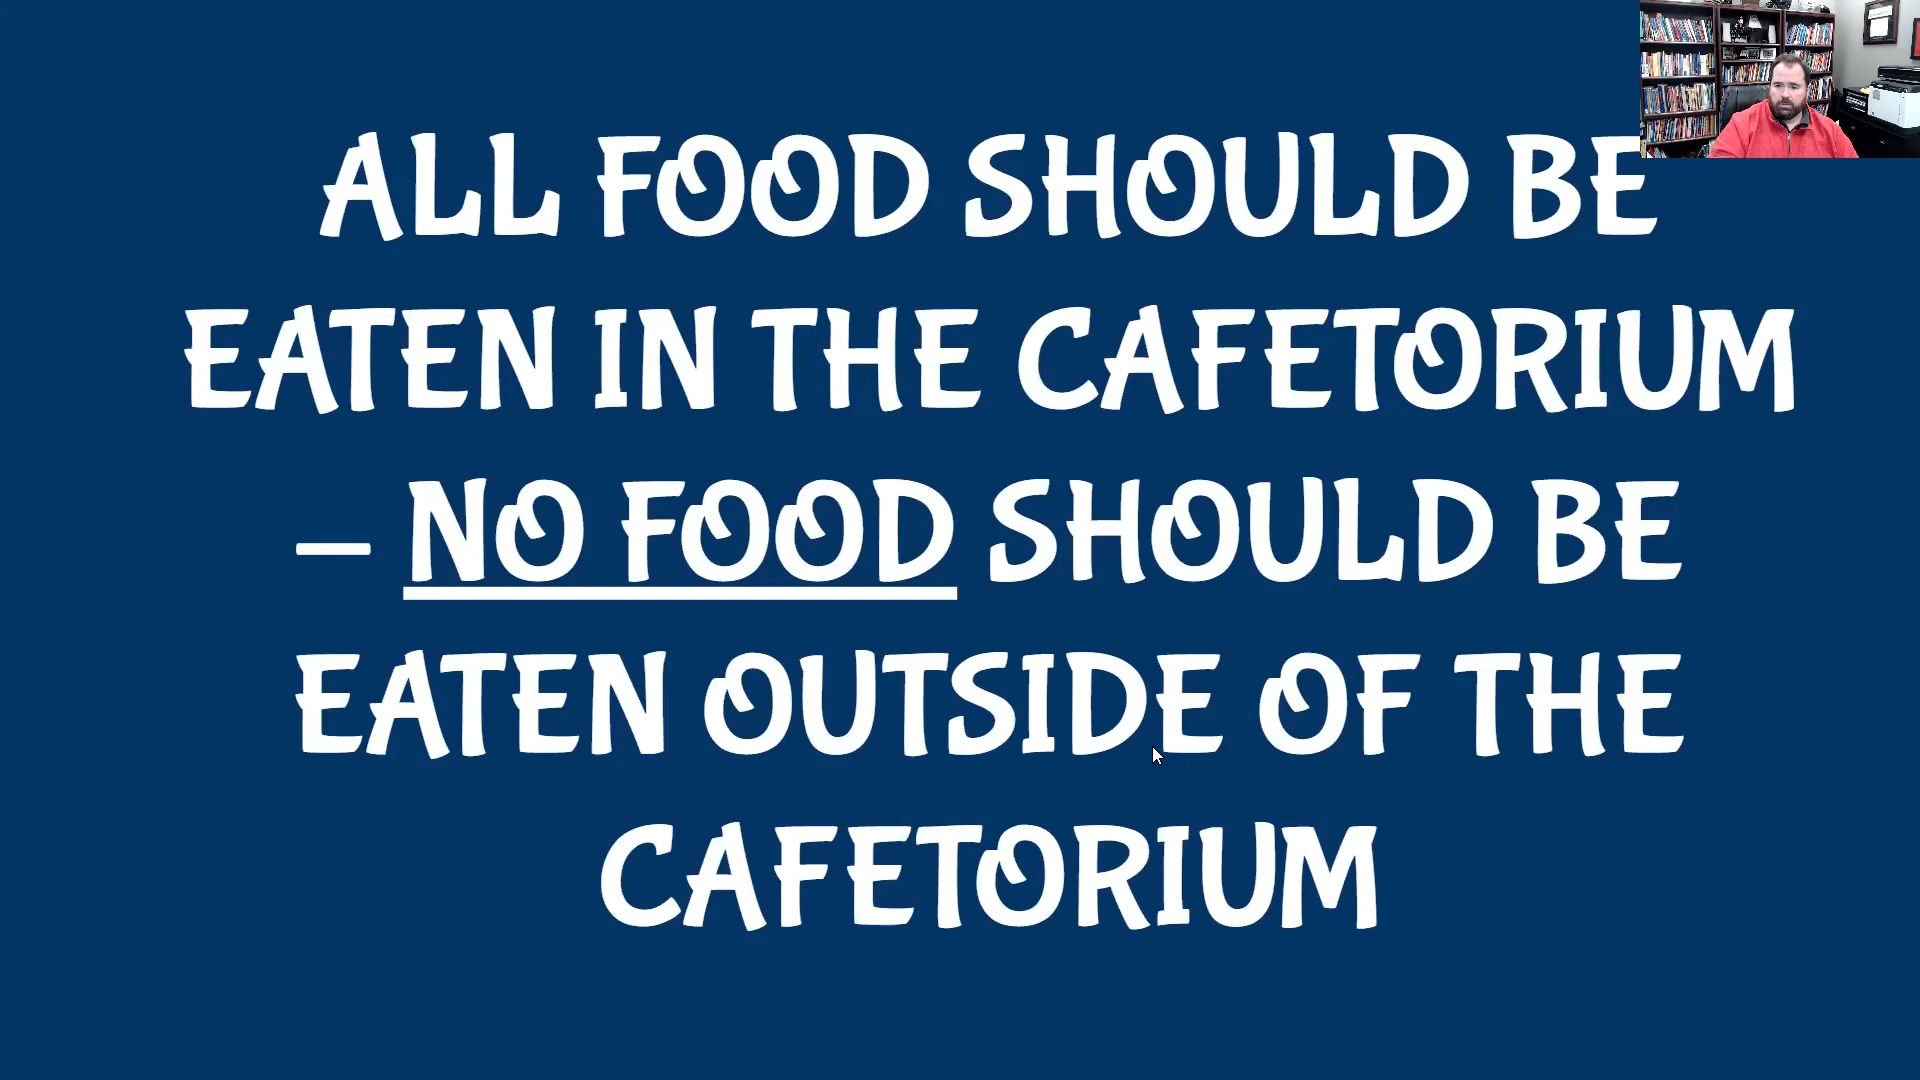 ALL FOOD SHOULD BE
EATEN IN THE CAFETORIUM
– NO FOOD SHOULD BE
EATEN OUTSIDE OF THE
CAFETORIUM